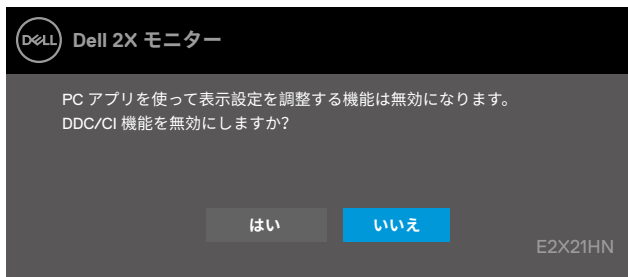 DELL Dell 2X モニター
PC アプリを使って表示設定を調整する機能は無効になります。
DDC/CI 機能を無効にしますか?
はい いいえ
E2X21HN